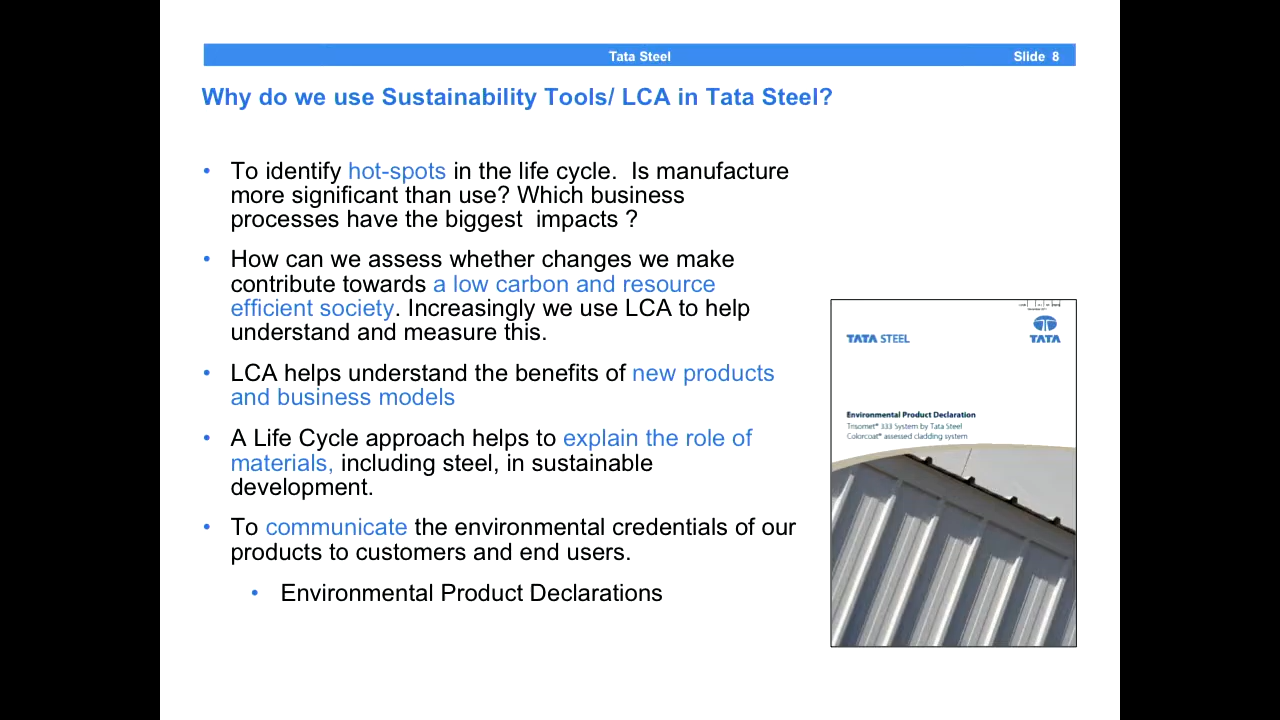 Tata Steel
Slide 8
Why do we use Sustainability Tools/ LCA in Tata Steel?
• To identify hot-spots in the life cycle.  Is manufacture
more significant than use? Which business
processes have the biggest  impacts ?
• How can we assess whether changes we make
contribute towards a low carbon and resource
efficient society. Increasingly we use LCA to help
understand and measure this.
• LCA helps understand the benefits of new products
and business models
• A Life Cycle approach helps to explain the role of
materials, including steel, in sustainable
development.
• To communicate the environmental credentials of our
products to customers and end users.
• Environmental Product Declarations
TATA STEEL
TATA
Environmental Product Declaration
Trisomet® 333 System by Tata Steel
Colorcoat® assessed cladding system